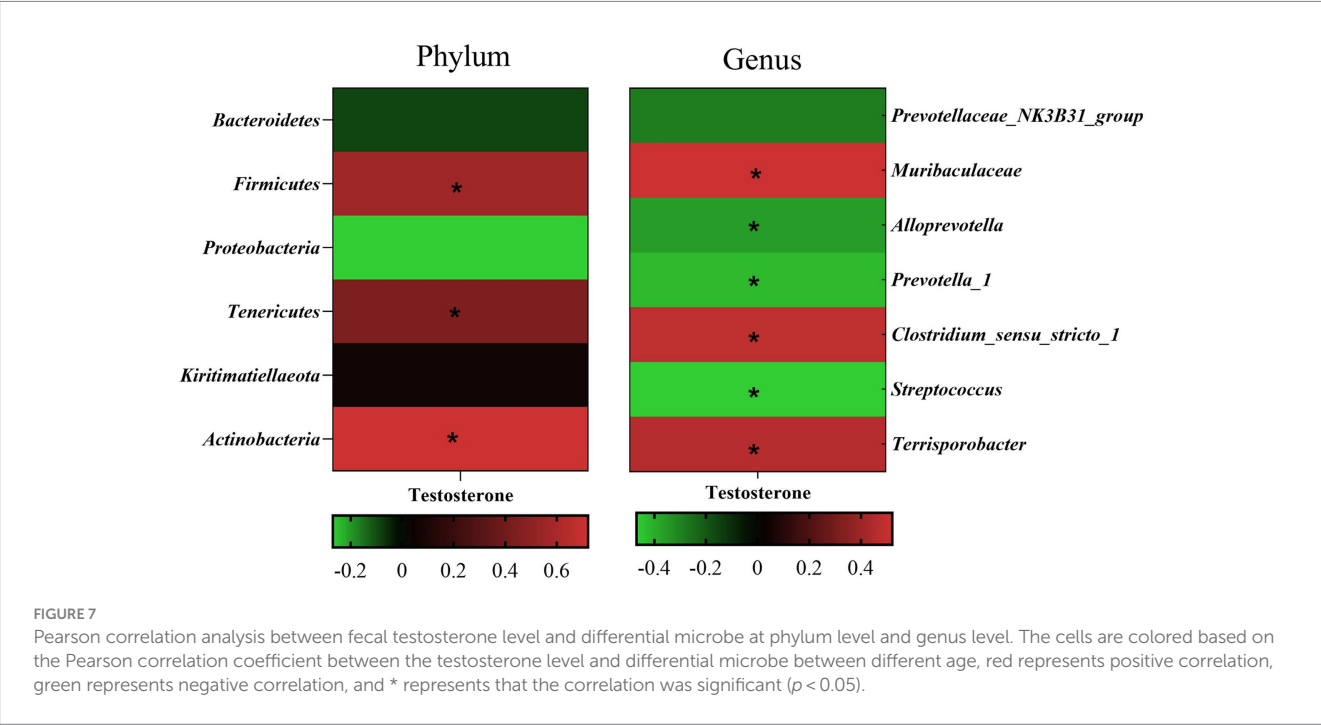 Phylum
Genus
Bacteroidetes
Firmicutes
Proteobacteria
Tenericutes
Kiritimatiellaeota
Actinobacteria
*
*
*
Testosterone
-0.2 0 0.2 0.4 0.6
Prevotellaceae_NK3B31_group
Muribaculaceae
Alloprevotella
Prevotella_1
Clostridium_sensu_stricto_1
Streptococcus
Terrisporobacter
*
*
*
*
*
*
Testosterone
-0.4 -0.2 0 0.2 0.4
FIGURE 7
Pearson correlation analysis between fecal testosterone level and differential microbe at phylum level and genus level. The cells are colored based on
the Pearson correlation coefficient between the testosterone level and differential microbe between different age, red represents positive correlation,
green represents negative correlation, and * represents that the correlation was significant (p < 0.05).